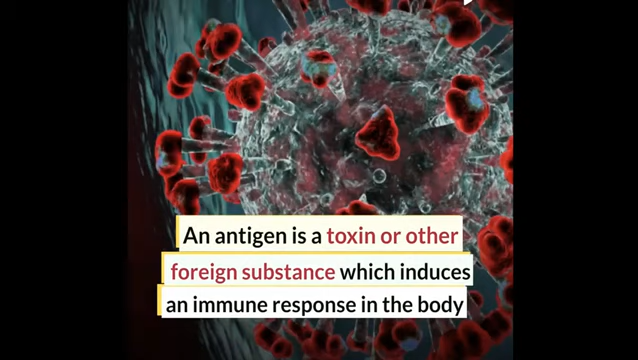 An antigen is a toxin or other
foreign substance which induces
an immune response in the body